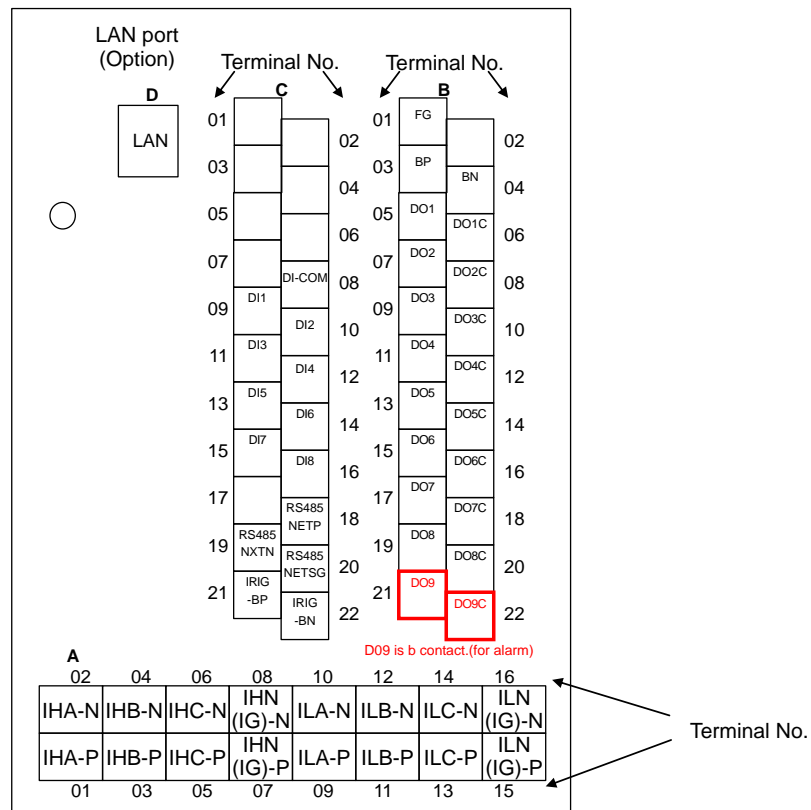 LAN port
(Option)
D
LAN
Terminal No.
C
01
02
03
04
05
06
07
DI-COM
08
DI1
09
DI2
10
DI3
11
DI4
12
DI5
13
DI6
14
DI7
15
DI8
16
17
RS485
NETP
18
RS485
NXTN
19
RS485
NETSG
20
IRIG
-BP
21
IRIG
-BN
22
Terminal No.
B
01
FG
02
03
BP
BN
04
05
DO1
DO1C
06
07
DO2
DO2C
08
09
DO3
DO3C
10
11
DO4
DO4C
12
13
DO5
DO5C
14
15
DO6
DO6C
16
17
DO7
DO7C
18
19
DO8
DO8C
20
21
DO9
DO9C
22
D09 is b contact.(for alarm)
A
02 04 06 08 10 12 14 16
IHA-N IHB-N IHC-N IHN (IG)-N ILA-N ILB-N ILC-N ILN (IG)-N
IHA-P IHB-P IHC-P IHN (IG)-P ILA-P ILB-P ILC-P ILN (IG)-P
01 03 05 07 09 11 13 15
Terminal No.